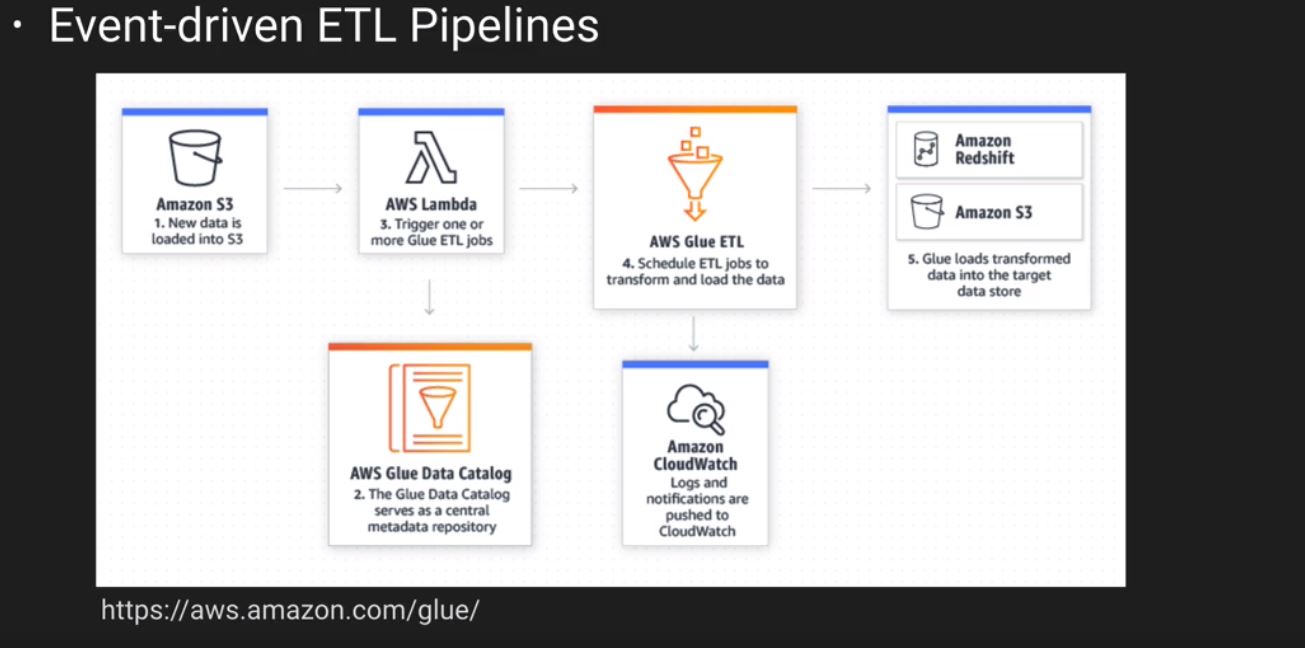 • Event-driven ETL Pipelines
Amazon S3
1. New data is
loaded into S3
AWS Lambda
3. Trigger one or
more Glue ETL jobs
AWS Glue ETL
4. Schedule ETL jobs to
transform and load the data
Amazon
Redshift
Amazon S3
5. Glue loads transformed
data into the target
data store
AWS Glue Data Catalog
2. The Glue Data Catalog
serves as a central
metadata repository
Amazon
CloudWatch
Logs and
notifications are
pushed to
CloudWatch
https://aws.amazon.com/glue/